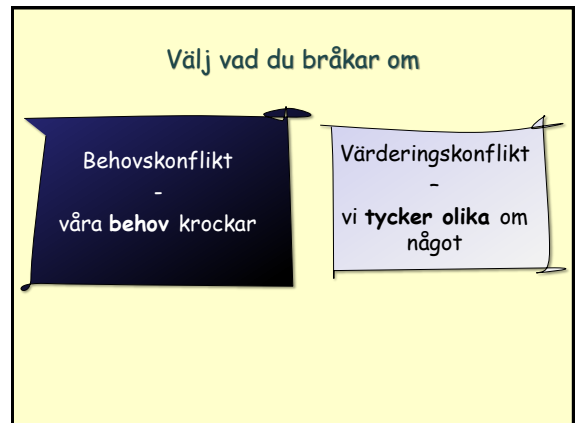 Välj vad du bråkar om
Behovskonflikt
-
våra behov krockar
Värderingskonflikt
–
vi tycker olika om
något